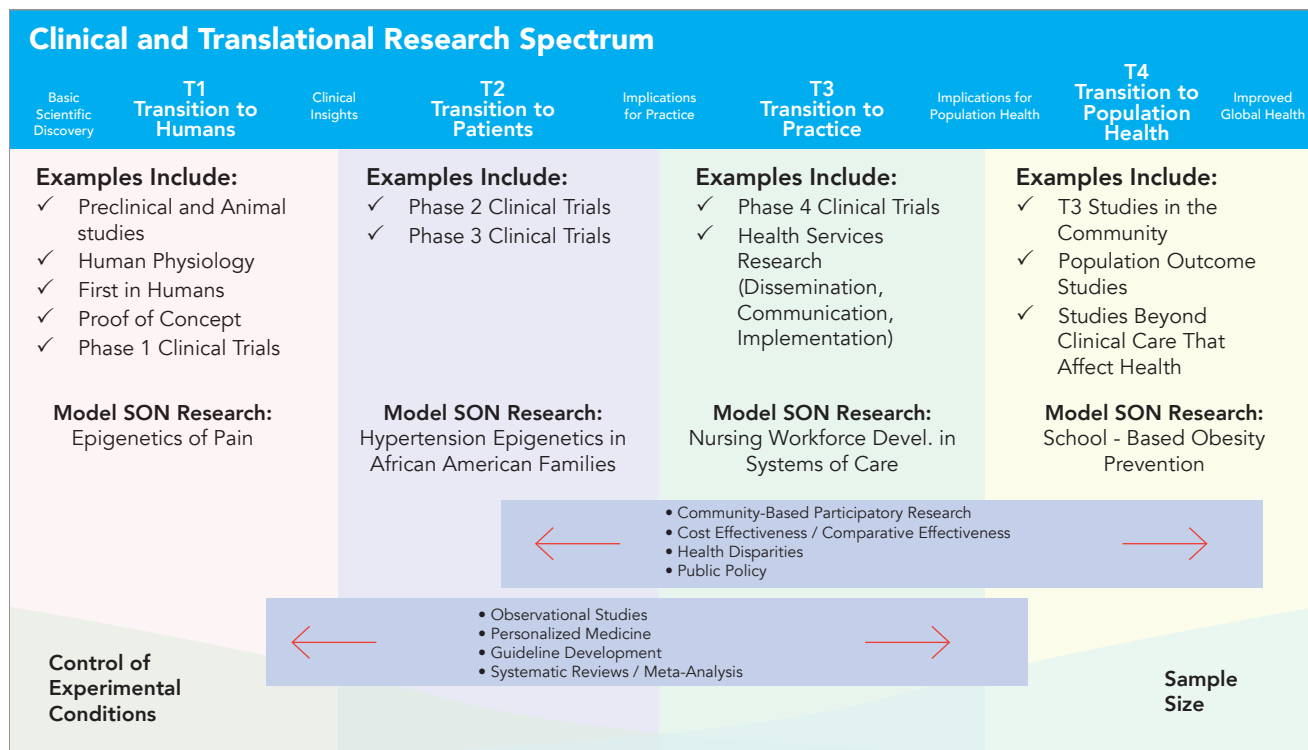 Clinical and Translational Research Spectrum
Basic
Scientific
Discovery
T1
Transition to
Humans
Clinical
Insights
T2
Transition to
Patients
Implications
for Practice
T3
Transition to
Practice
Implications for
Population Health
T4
Transition to
Population
Health
Improved
Global Health
Examples Include:
✓ Preclinical and Animal
studies
✓ Human Physiology
✓ First in Humans
✓ Proof of Concept
✓ Phase 1 Clinical Trials
Model SON Research:
Epigenetics of Pain
Examples Include:
✓ Phase 2 Clinical Trials
✓ Phase 3 Clinical Trials
Model SON Research:
Hypertension Epigenetics in
African American Families
Examples Include:
✓ Phase 4 Clinical Trials
✓ Health Services
Research
(Dissemination,
Communication,
Implementation)
Model SON Research:
Nursing Workforce Devel. in
Systems of Care
Examples Include:
✓ T3 Studies in the
Community
✓ Population Outcome
Studies
✓ Studies Beyond
Clinical Care That
Affect Health
Model SON Research:
School - Based Obesity
Prevention
• Community-Based Participatory Research
• Cost Effectiveness / Comparative Effectiveness
• Health Disparities
• Public Policy
• Observational Studies
• Personalized Medicine
• Guideline Development
• Systematic Reviews / Meta-Analysis
Control of
Experimental
Conditions
Sample
Size